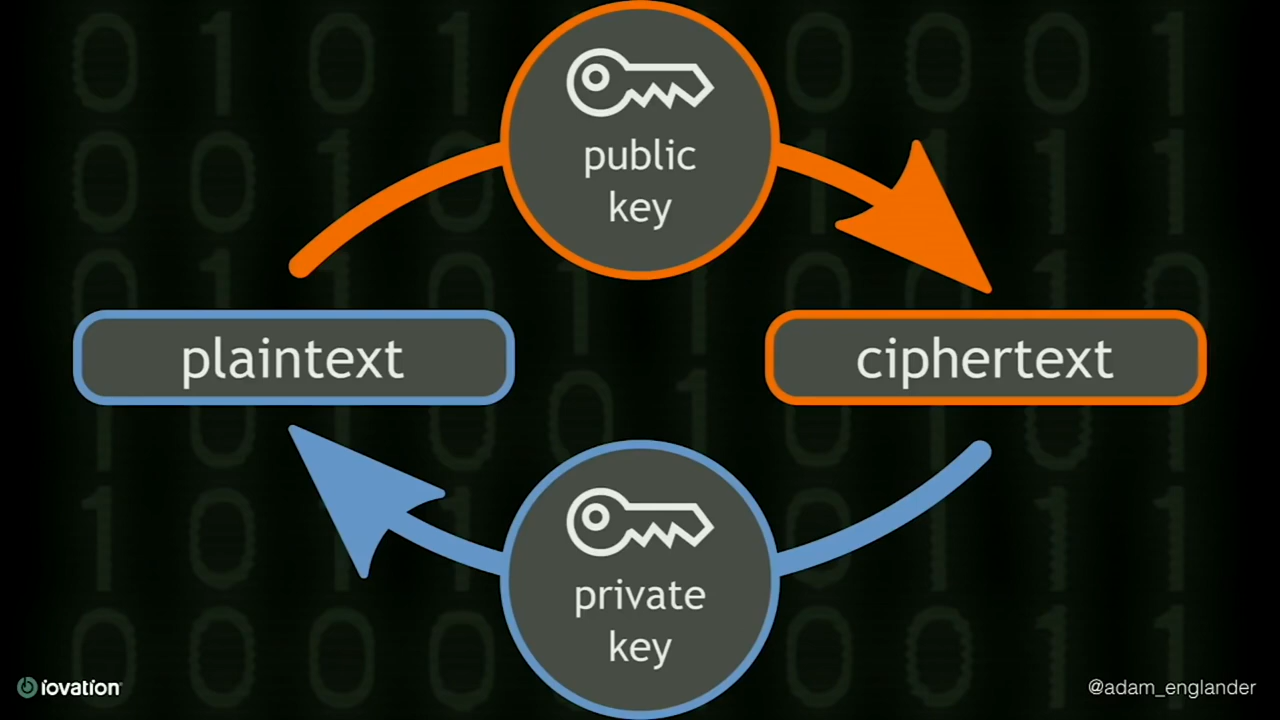 public
key
plaintext
ciphertext
private
key
iovation
@adam_englander